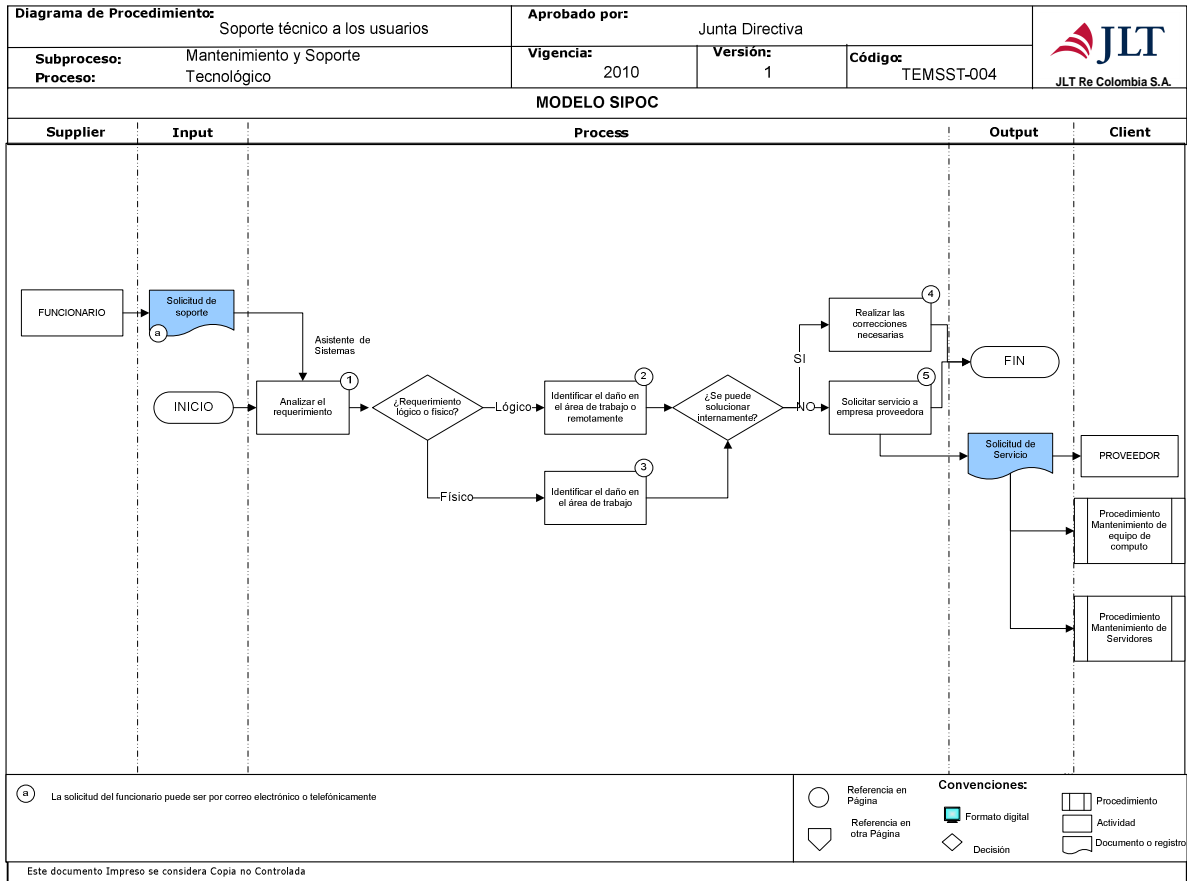 Diagrama de Procedimiento:
Soporte técnico a los usuarios
Aprobado por:
Junta Directiva
Subproceso:
Mantenimiento y Soporte
Proceso:
Tecnológico
Vigencia:
2010
Versión:
1
Código:
TEMSST-004
JLT
JLT Re Colombia S.A.
MODELO SIPOC
Supplier
Input
Process
Output
Client
FUNCIONARIO
Solicitud de
soporte
a
Asistente de
Sistemas
INICIO
1
Analizar el
requerimiento
¿Requerimiento
lógico o físico?
Lógico
Físico
2
Identificar el daño en
el área de trabajo o
remotamente
3
Identificar el daño en
el área de trabajo
¿Se puede
solucionar
internamente?
SI
NO
4
Realizar las
correcciones
necesarias
5
Solicitar servicio a
empresa proveedora
FIN
Solicitud de
Servicio
PROVEEDOR
Procedimiento
Mantenimiento de
equipo de
computo
Procedimiento
Mantenimiento de
Servidores
a
La solicitud del funcionario puede ser por correo electrónico o telefónicamente
Convenciones:
Referencia en
Página
Referencia en
otra Página
Formato digital
Decisión
Procedimiento
Actividad
Documento o registro
Este documento Impreso se considera Copia no Controlada